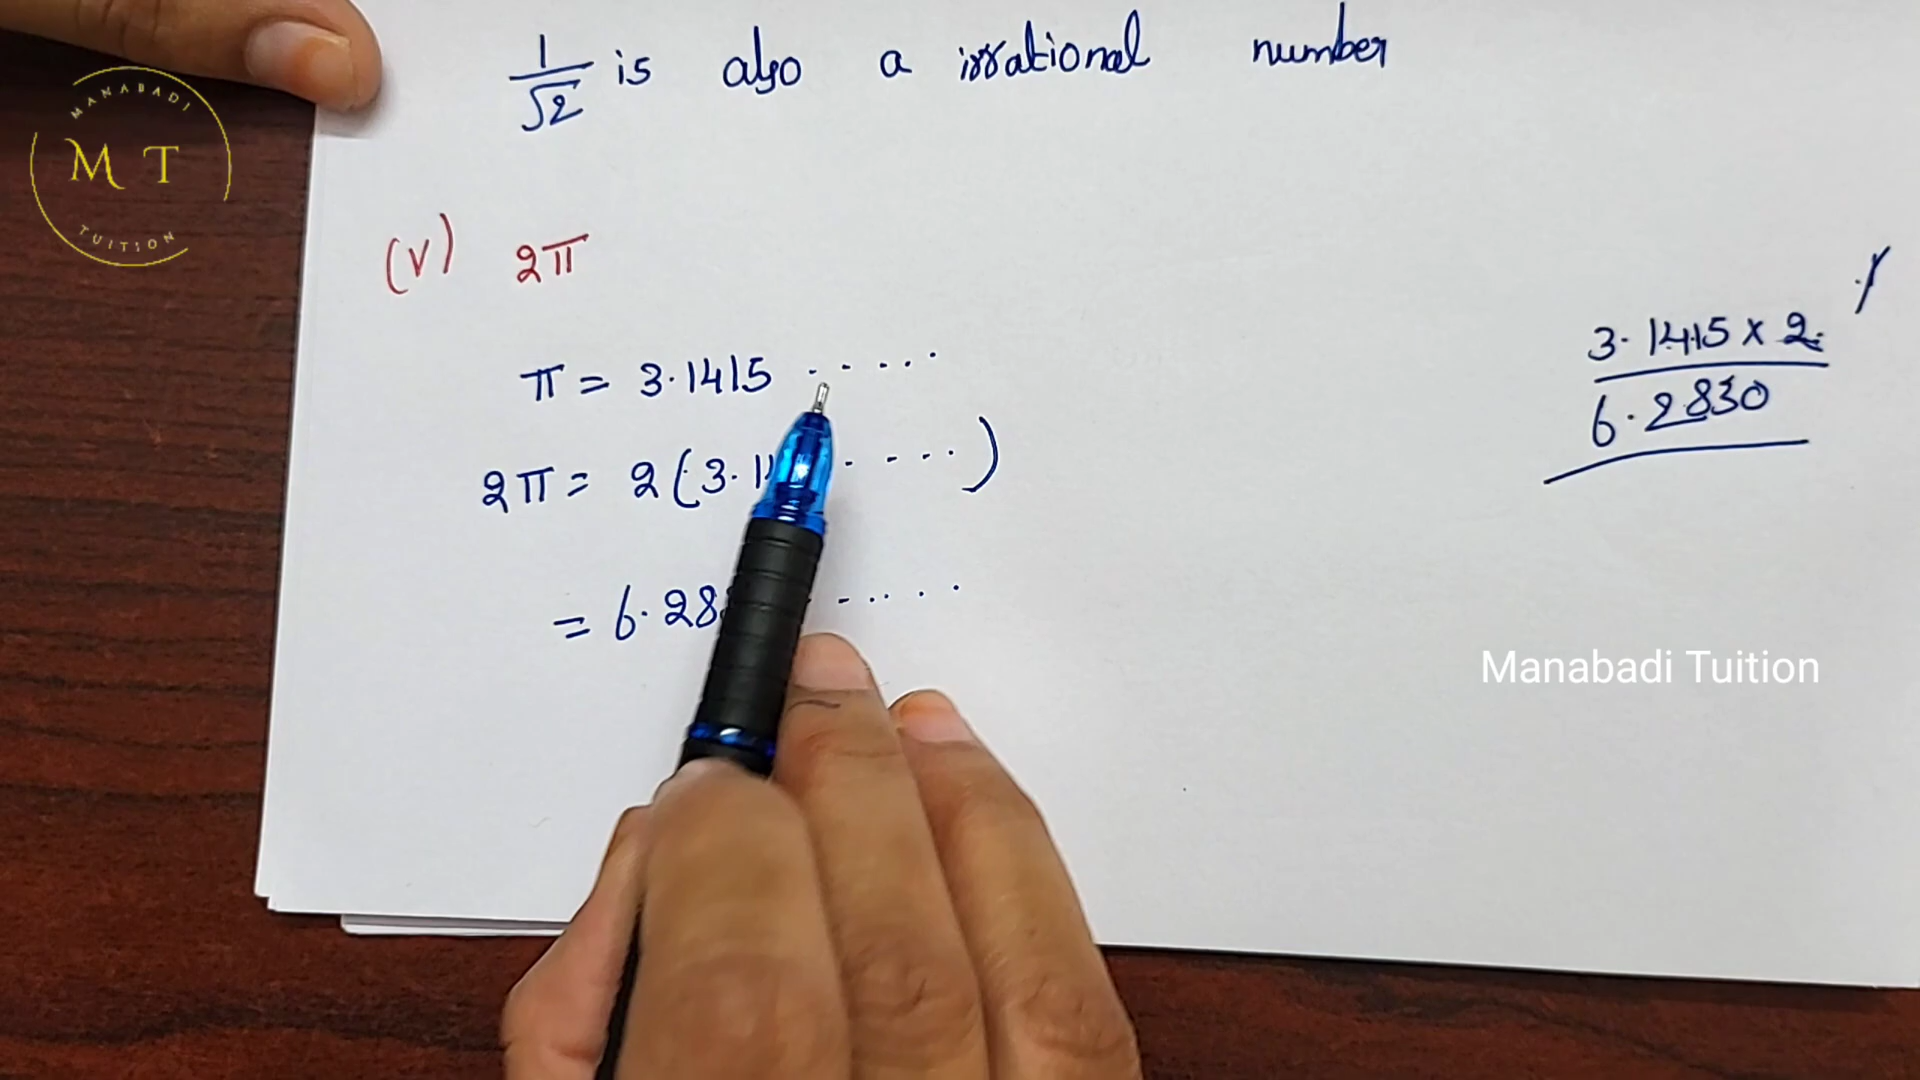 1/√2 is also a irrational number
MANABADI
M T
TUITION
(V) 2π
π = 3.1415 ......
2π = 2(3.1 ....)
= 6.28 .....
3.1415 x 2
6.2830
Manabadi Tuition